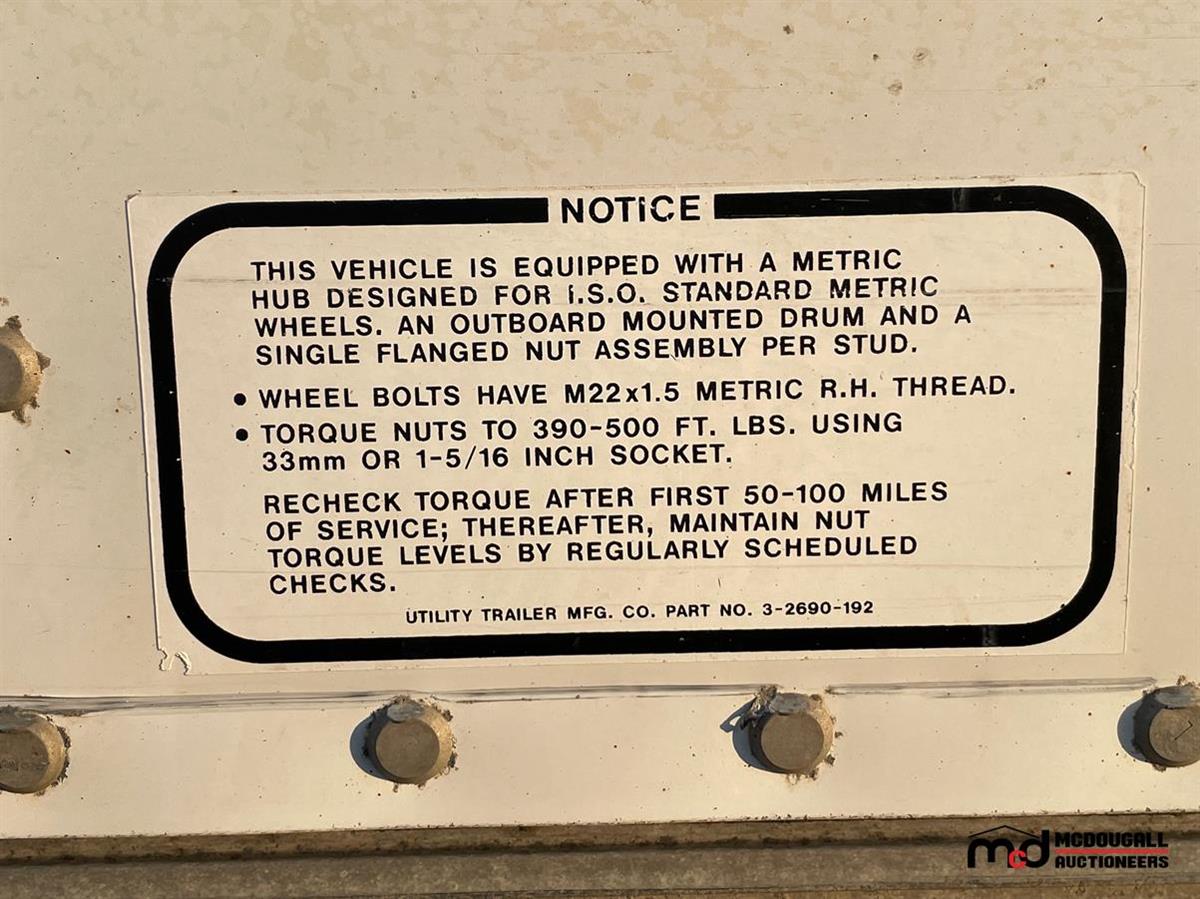 NOTICE
THIS VEHICLE IS EQUIPPED WITH A METRIC
HUB DESIGNED FOR I.S.O. STANDARD METRIC
WHEELS. AN OUTBOARD MOUNTED DRUM AND A
SINGLE FLANGED NUT ASSEMBLY PER STUD.
• WHEEL BOLTS HAVE M22x1.5 METRIC R.H. THREAD.
• TORQUE NUTS TO 390-500 FT. LBS. USING
33mm OR 1-5/16 INCH SOCKET.
RECHECK TORQUE AFTER FIRST 50-100 MILES
OF SERVICE; THEREAFTER, MAINTAIN NUT
TORQUE LEVELS BY REGULARLY SCHEDULED
CHECKS.
UTILITY TRAILER MFG. CO. PART NO. 3-2690-192
mcd MCDOUGALL
AUCTIONEERS